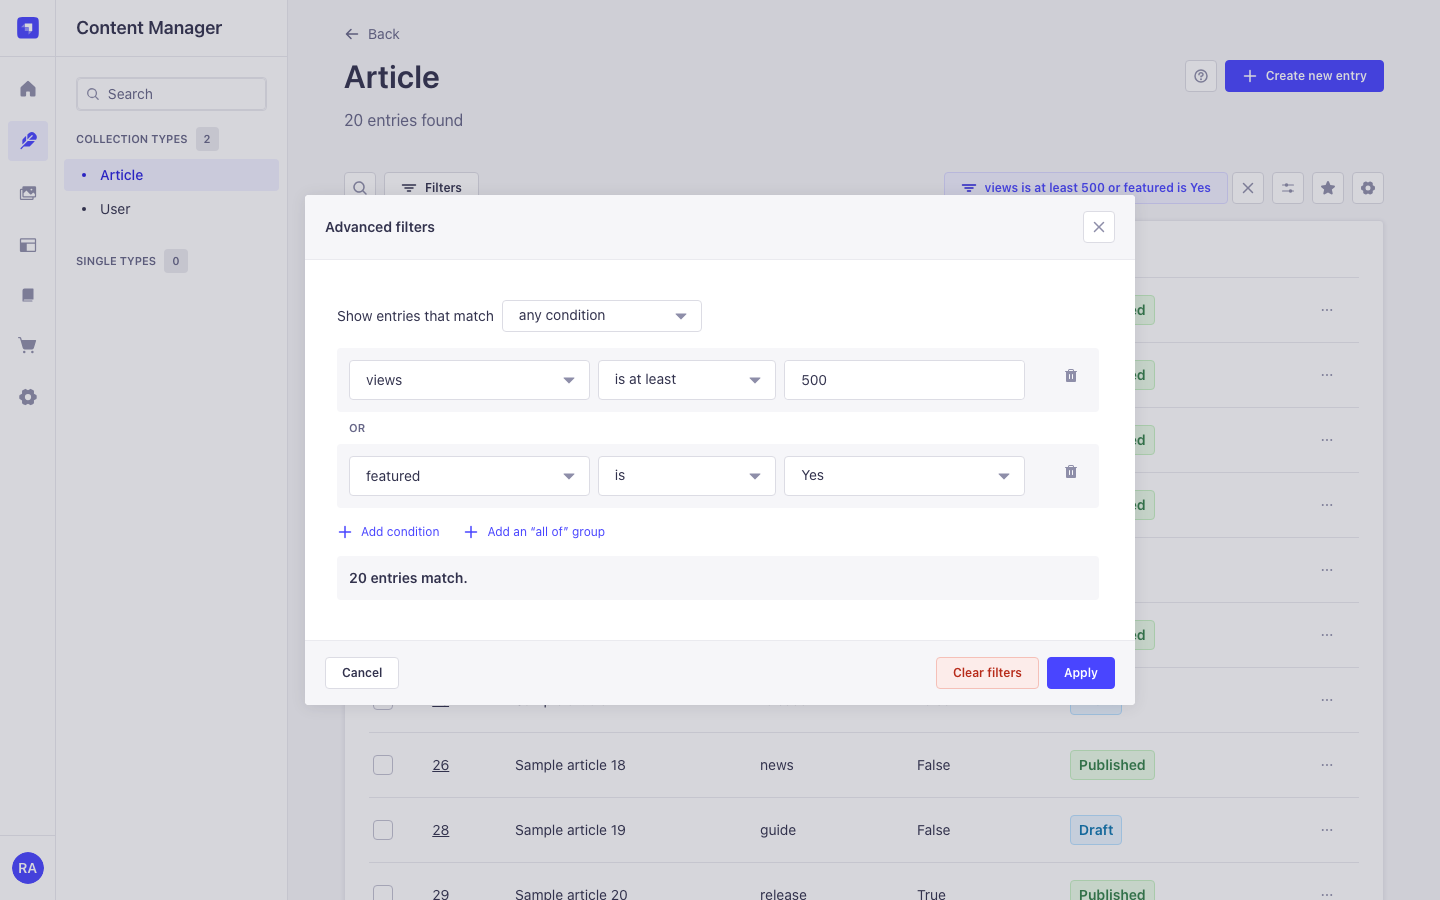 Content Manager
Search
COLLECTION TYPES 2
Article
User
SINGLE TYPES 0
RA
Back
Article
20 entries found
Create new entry
Filters
views is at least 500 or featured is Yes
Advanced filters
Show entries that match any condition
views is at least 500
OR
featured is Yes
Add condition Add an “all of” group
20 entries match.
Cancel Clear filters Apply
26 Sample article 18 news False Published
28 Sample article 19 guide False Draft
29 Sample article 20 release True Published